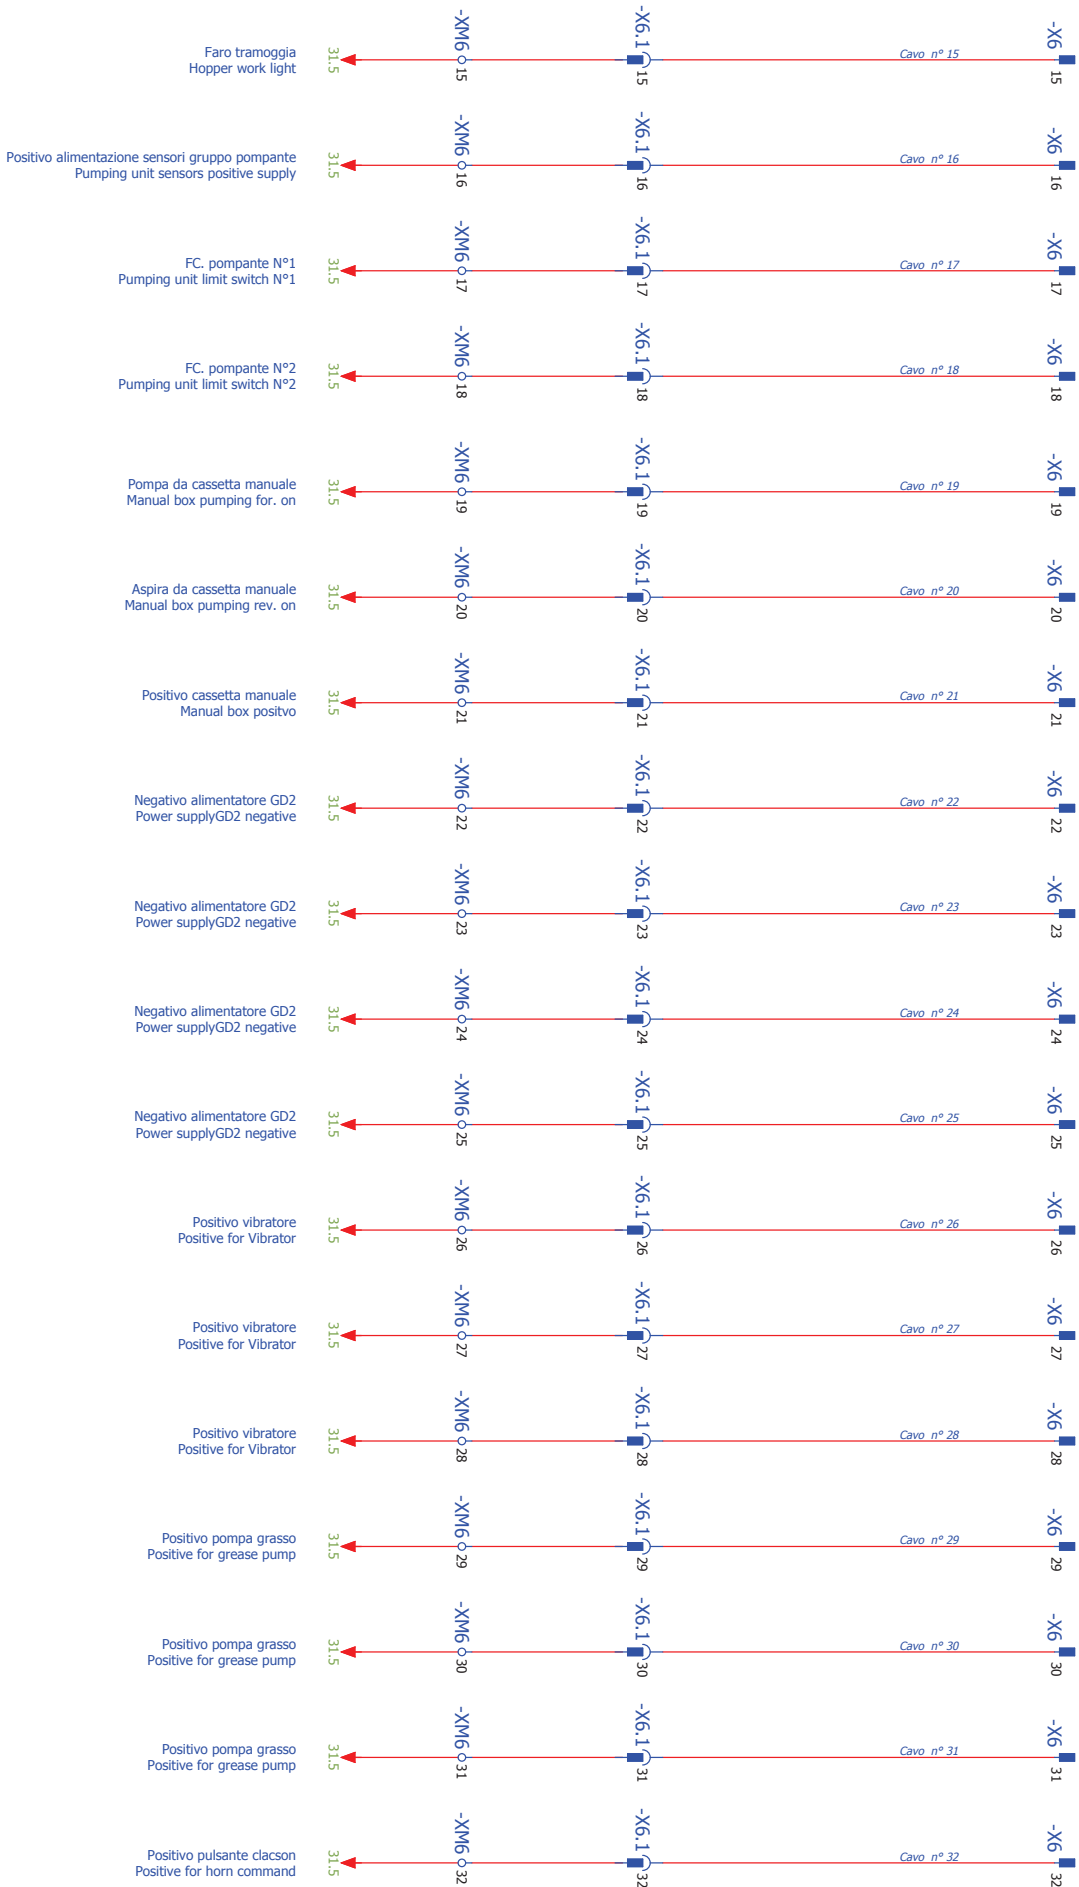 Faro tramoggia
Hopper work light
31.5
-XM6
15
-X6.1
15
Cavo n° 15
-X6
15
Positivo alimentazione sensori gruppo pompante
Pumping unit sensors positive supply
31.5
-XM6
16
-X6.1
16
Cavo n° 16
-X6
16
FC. pompante N°1
Pumping unit limit switch N°1
31.5
-XM6
17
-X6.1
17
Cavo n° 17
-X6
17
FC. pompante N°2
Pumping unit limit switch N°2
31.5
-XM6
18
-X6.1
18
Cavo n° 18
-X6
18
Pompa da cassetta manuale
Manual box pumping for. on
31.5
-XM6
19
-X6.1
19
Cavo n° 19
-X6
19
Aspira da cassetta manuale
Manual box pumping rev. on
31.5
-XM6
20
-X6.1
20
Cavo n° 20
-X6
20
Positivo cassetta manuale
Manual box positvo
31.5
-XM6
21
-X6.1
21
Cavo n° 21
-X6
21
Negativo alimentatore GD2
Power supplyGD2 negative
31.5
-XM6
22
-X6.1
22
Cavo n° 22
-X6
22
Negativo alimentatore GD2
Power supplyGD2 negative
31.5
-XM6
23
-X6.1
23
Cavo n° 23
-X6
23
Negativo alimentatore GD2
Power supplyGD2 negative
31.5
-XM6
24
-X6.1
24
Cavo n° 24
-X6
24
Negativo alimentatore GD2
Power supplyGD2 negative
31.5
-XM6
25
-X6.1
25
Cavo n° 25
-X6
25
Positivo vibratore
Positive for Vibrator
31.5
-XM6
26
-X6.1
26
Cavo n° 26
-X6
26
Positivo vibratore
Positive for Vibrator
31.5
-XM6
27
-X6.1
27
Cavo n° 27
-X6
27
Positivo vibratore
Positive for Vibrator
31.5
-XM6
28
-X6.1
28
Cavo n° 28
-X6
28
Positivo pompa grasso
Positive for grease pump
31.5
-XM6
29
-X6.1
29
Cavo n° 29
-X6
29
Positivo pompa grasso
Positive for grease pump
31.5
-XM6
30
-X6.1
30
Cavo n° 30
-X6
30
Positivo pompa grasso
Positive for grease pump
31.5
-XM6
31
-X6.1
31
Cavo n° 31
-X6
31
Positivo pulsante clacson
Positive for horn command
31.5
-XM6
32
-X6.1
32
Cavo n° 32
-X6
32